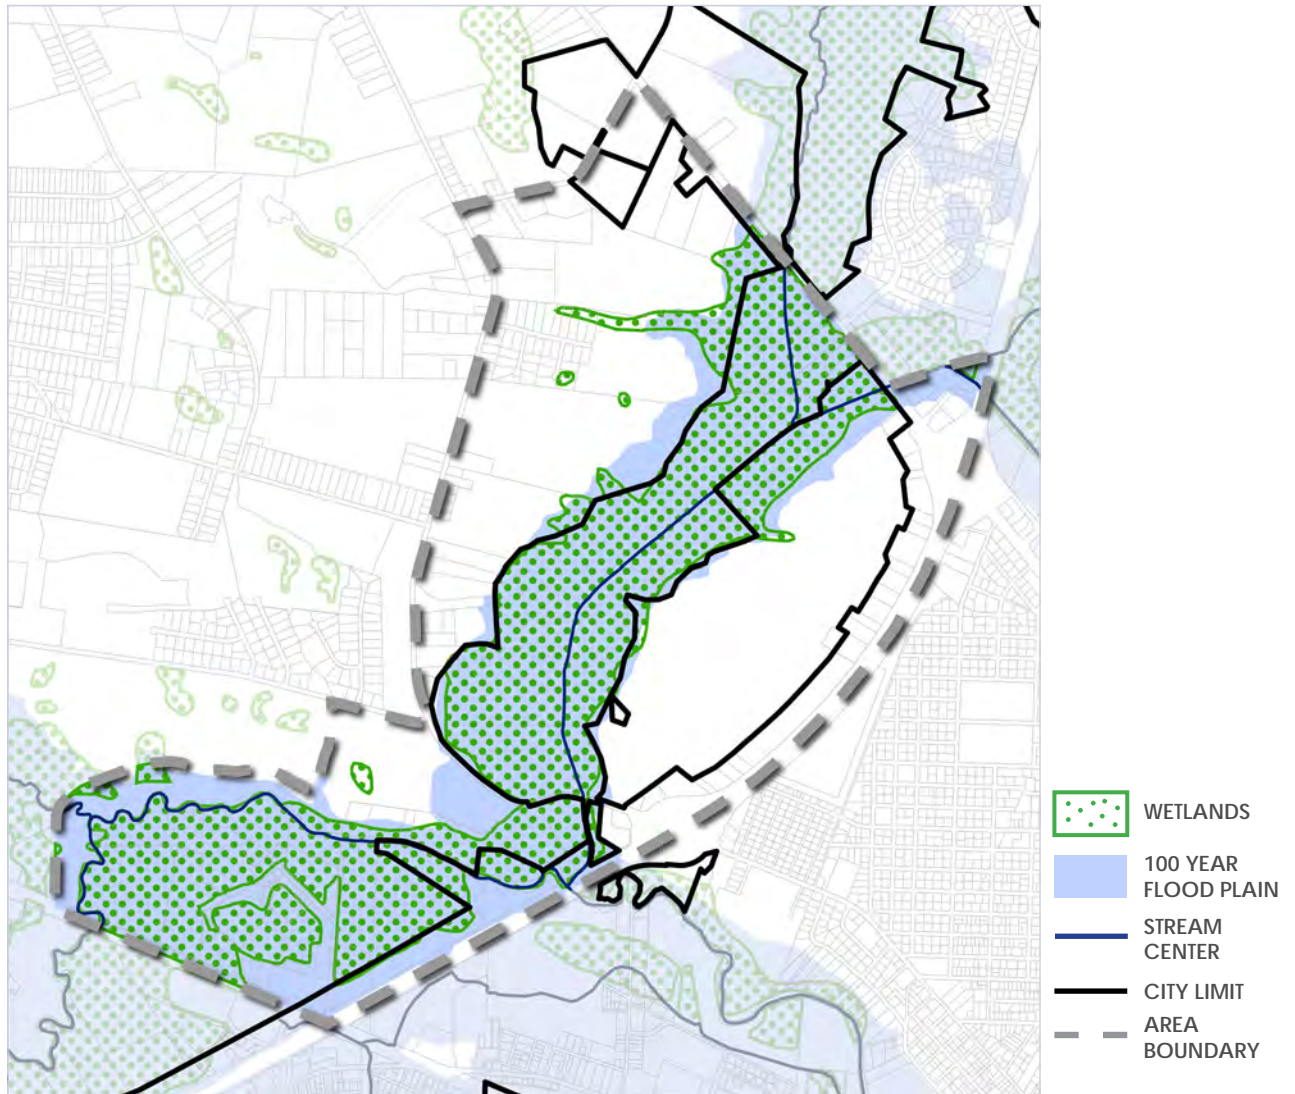 WETLANDS
100 YEAR
FLOOD PLAIN
STREAM
CENTER
CITY LIMIT
AREA
BOUNDARY